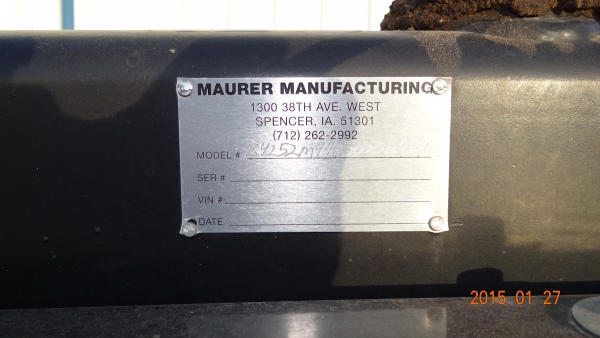 MAURER MANUFACTURING
1300 38TH AVE. WEST
SPENCER, IA. 51301
(712) 262-2992
MODEL #
SER #
VIN #
DATE
2015 01 27